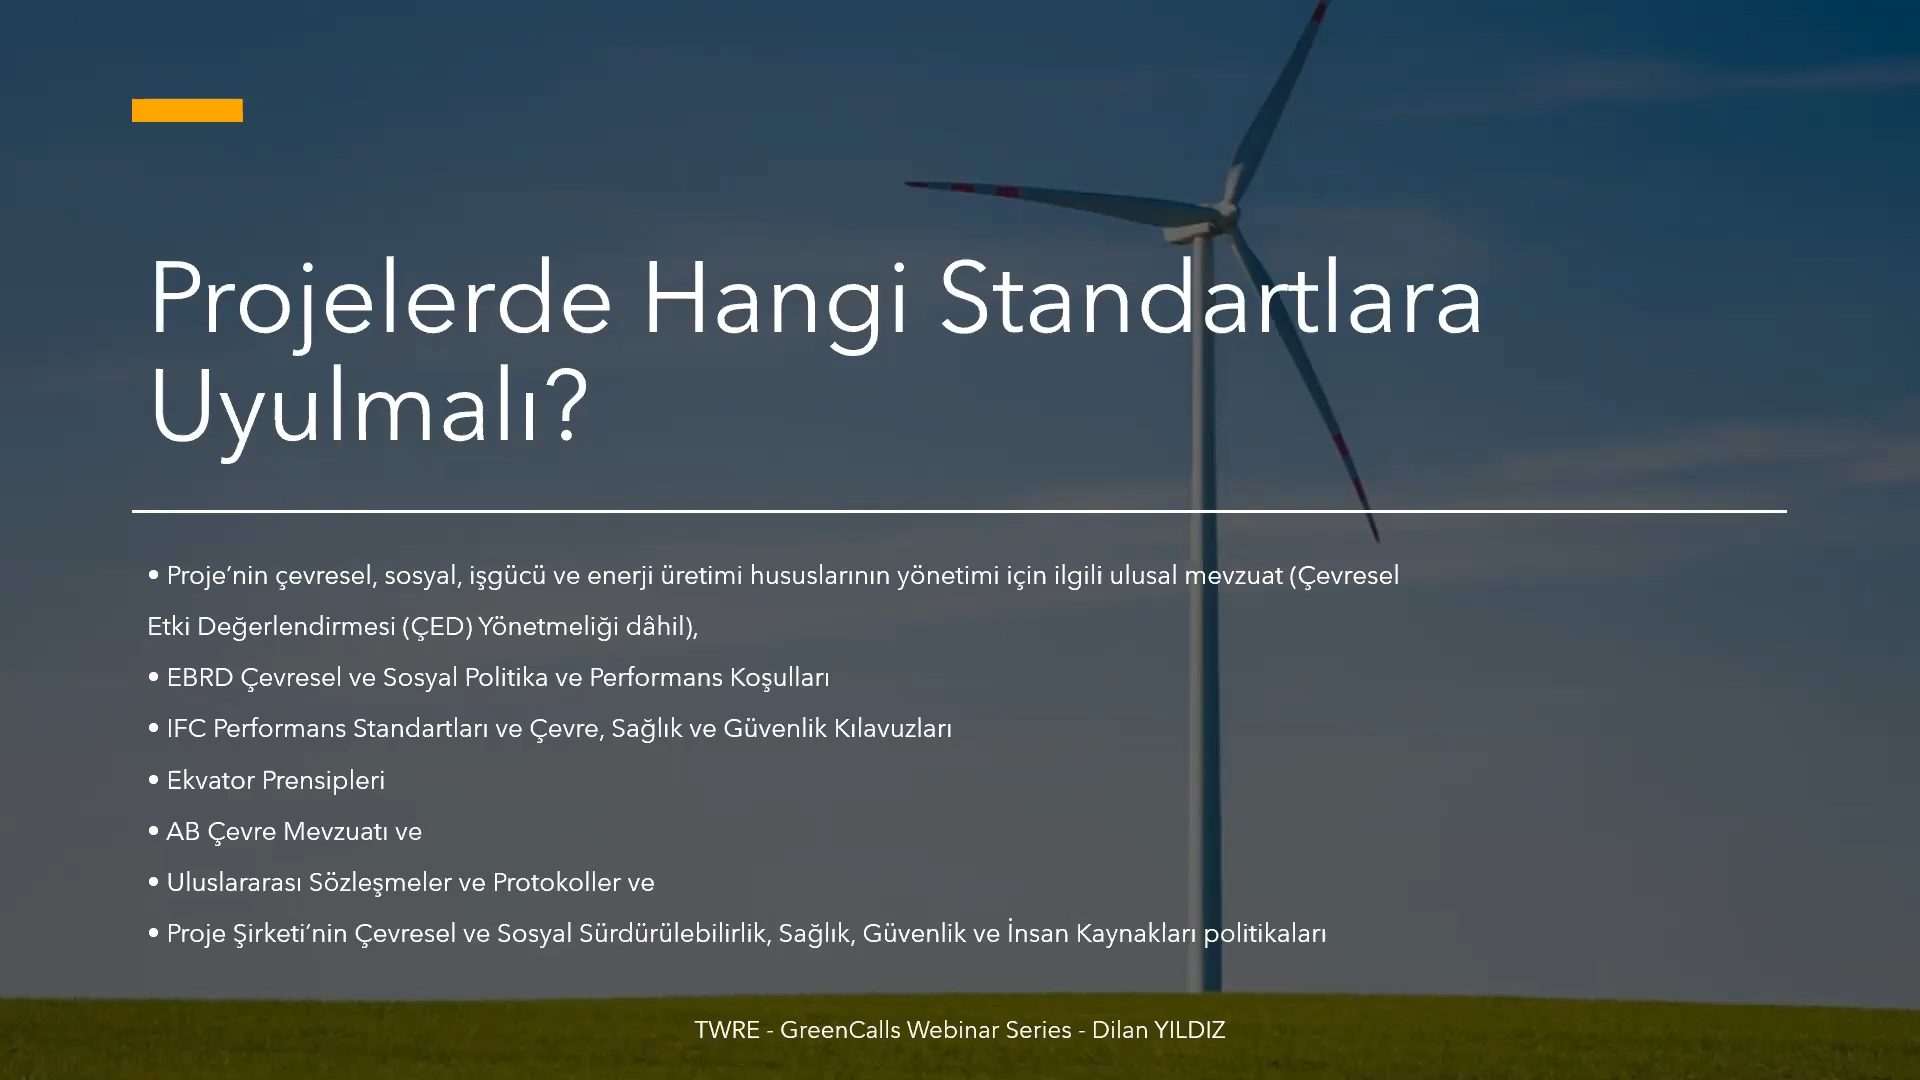 Projelerde Hangi Standartlara
Uyulmalı?
• Proje’nin çevresel, sosyal, işgücü ve enerji üretimi hususlarının yönetimi için ilgili ulusal mevzuat (Çevresel
Etki Değerlendirmesi (ÇED) Yönetmeliği dâhil),
• EBRD Çevresel ve Sosyal Politika ve Performans Koşulları
• IFC Performans Standartları ve Çevre, Sağlık ve Güvenlik Kılavuzları
• Ekvator Prensipleri
• AB Çevre Mevzuatı ve
• Uluslararası Sözleşmeler ve Protokoller ve
• Proje Şirketi’nin Çevresel ve Sosyal Sürdürülebilirlik, Sağlık, Güvenlik ve İnsan Kaynakları politikaları
TWRE - GreenCalls Webinar Series - Dilan YILDIZ